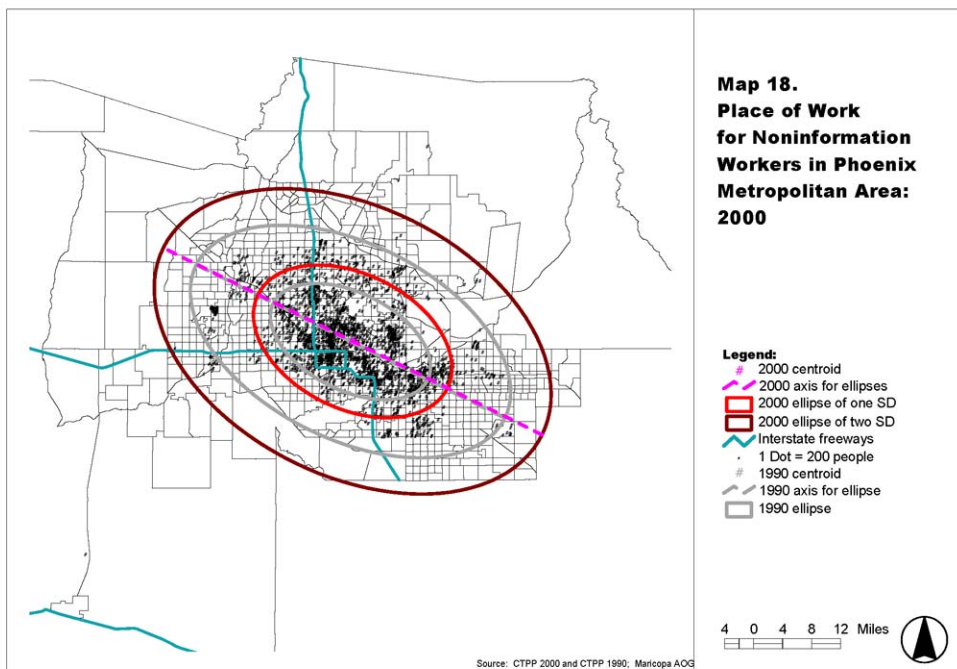 Map 18.
Place of Work
for Noninformation
Workers in Phoenix
Metropolitan Area:
2000
Legend:
# 2000 centroid
2000 axis for ellipses
2000 ellipse of one SD
2000 ellipse of two SD
Interstate freeways
1 Dot = 200 people
# 1990 centroid
1990 axis for ellipse
1990 ellipse
4 0 4 8 12 Miles
Source: CTPP 2000 and CTPP 1990; Maricopa AOG